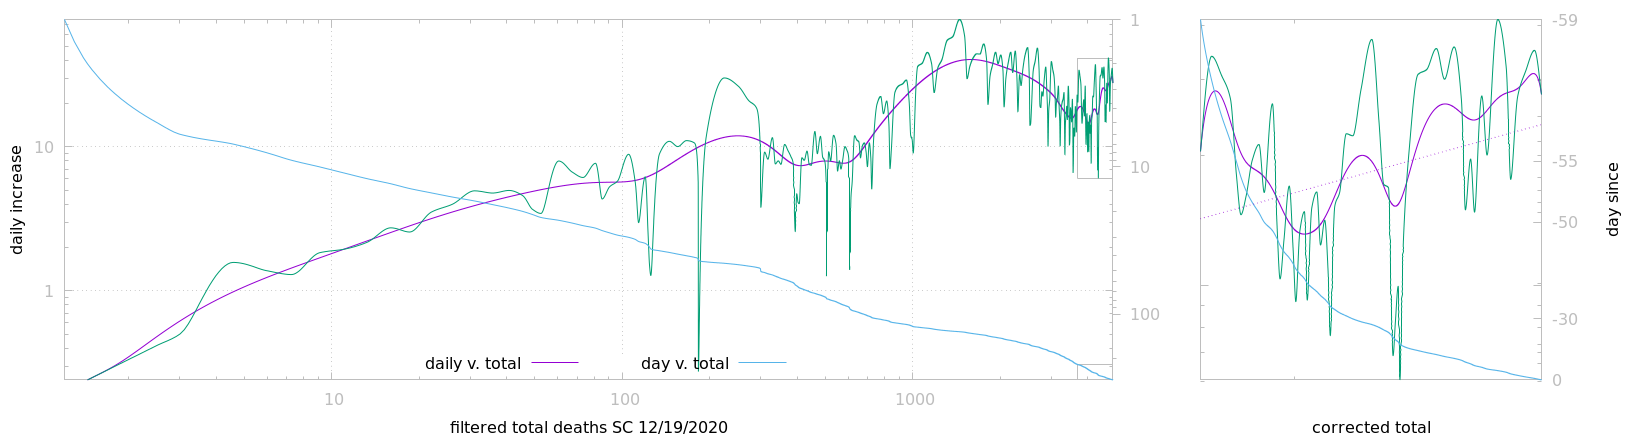 1
-59
10
10
-55
-50
daily increase
day since
1
100
-30
daily v. total
day v. total
0
10
100
1000
filtered total deaths SC 12/19/2020
corrected total